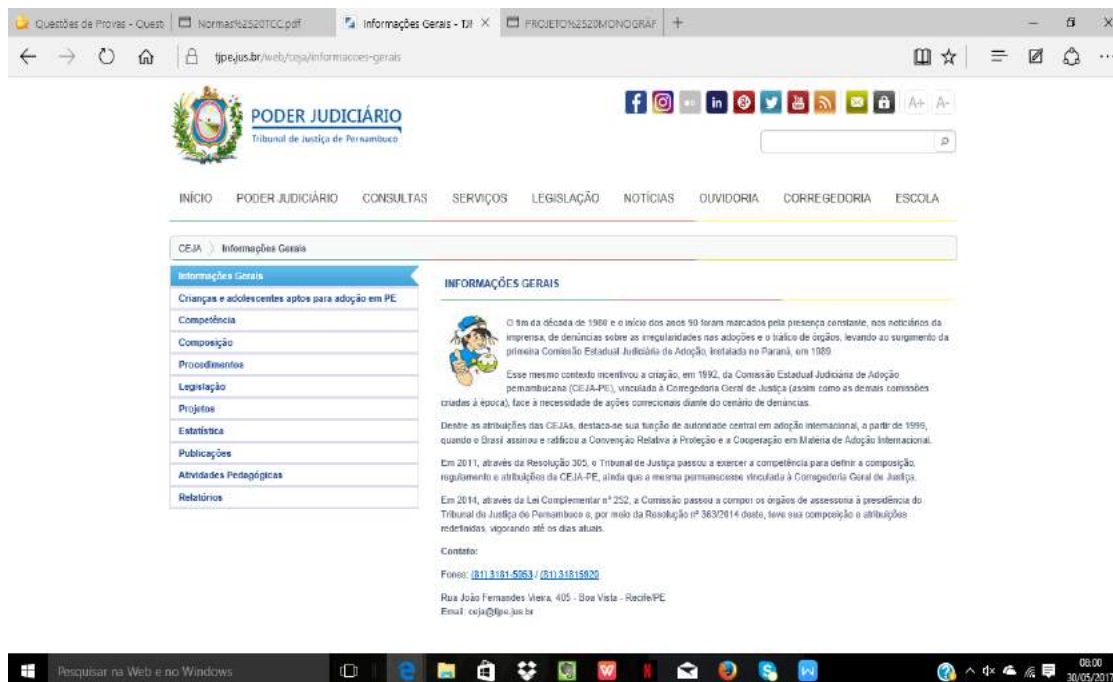 Questões de Provas - Quest
Normas%2520TCC.pdf
Informações Gerais - TJI
PROJETO%2520MONOGRÁF
tjpe.jus.br/web/ceja/informacoes-gerais
PODER JUDICIÁRIO
Tribunal de Justiça de Pernambuco
A+ A-
INÍCIO PODER JUDICIÁRIO CONSULTAS SERVIÇOS LEGISLAÇÃO NOTÍCIAS OUVIDORIA CORREGEDORIA ESCOLA
CEJA Informações Gerais
Informações Gerais
Crianças e adolescentes aptos para adoção em PE
Competência
Composição
Procedimentos
Legislação
Projetos
Estatística
Publicações
Atividades Pedagógicas
Relatórios
INFORMAÇÕES GERAIS
O fim da década de 1980 e o início dos anos 90 foram marcados pela presença constante, nos noticiários da
imprensa, de denúncias sobre as irregularidades nas adoções e o tráfico de órgãos, levando ao surgimento da
primeira Comissão Estadual Judiciária de Adoção, instalada no Paraná, em 1989.
Esse mesmo contexto incentivou a criação, em 1992, da Comissão Estadual Judiciária de Adoção
pernambucana (CEJA-PE), vinculada à Corregedoria Geral de Justiça (assim como as demais comissões
criadas à época), face à necessidade de ações correcionais diante do cenário de denúncias.
Dentre as atribuições das CEJAs, destaca-se sua função de autoridade central em adoção internacional, a partir de 1999,
quando o Brasil assinou e ratificou a Convenção Relativa à Proteção e a Cooperação em Matéria de Adoção Internacional.
Em 2011, através da Resolução 305, o Tribunal de Justiça passou a exercer a competência para definir a composição,
regulamento e atribuições da CEJA-PE, ainda que a mesma permanecesse vinculada à Corregedoria Geral de Justiça.
Em 2014, através da Lei Complementar nº 252, a Comissão passou a compor os órgãos de assessoria à presidência do
Tribunal de Justiça de Pernambuco e, por meio da Resolução nº 363/2014 deste, teve sua composição e atribuições
redefinidas, vigorando até os dias atuais.
Contato:
Fones: (81) 3181-5953 / (81) 31815920
Rua João Fernandes Vieira, 405 - Boa Vista - Recife/PE
Email: ceja@tjpe.jus.br
Pesquisar na Web e no Windows
08:00
30/05/2017